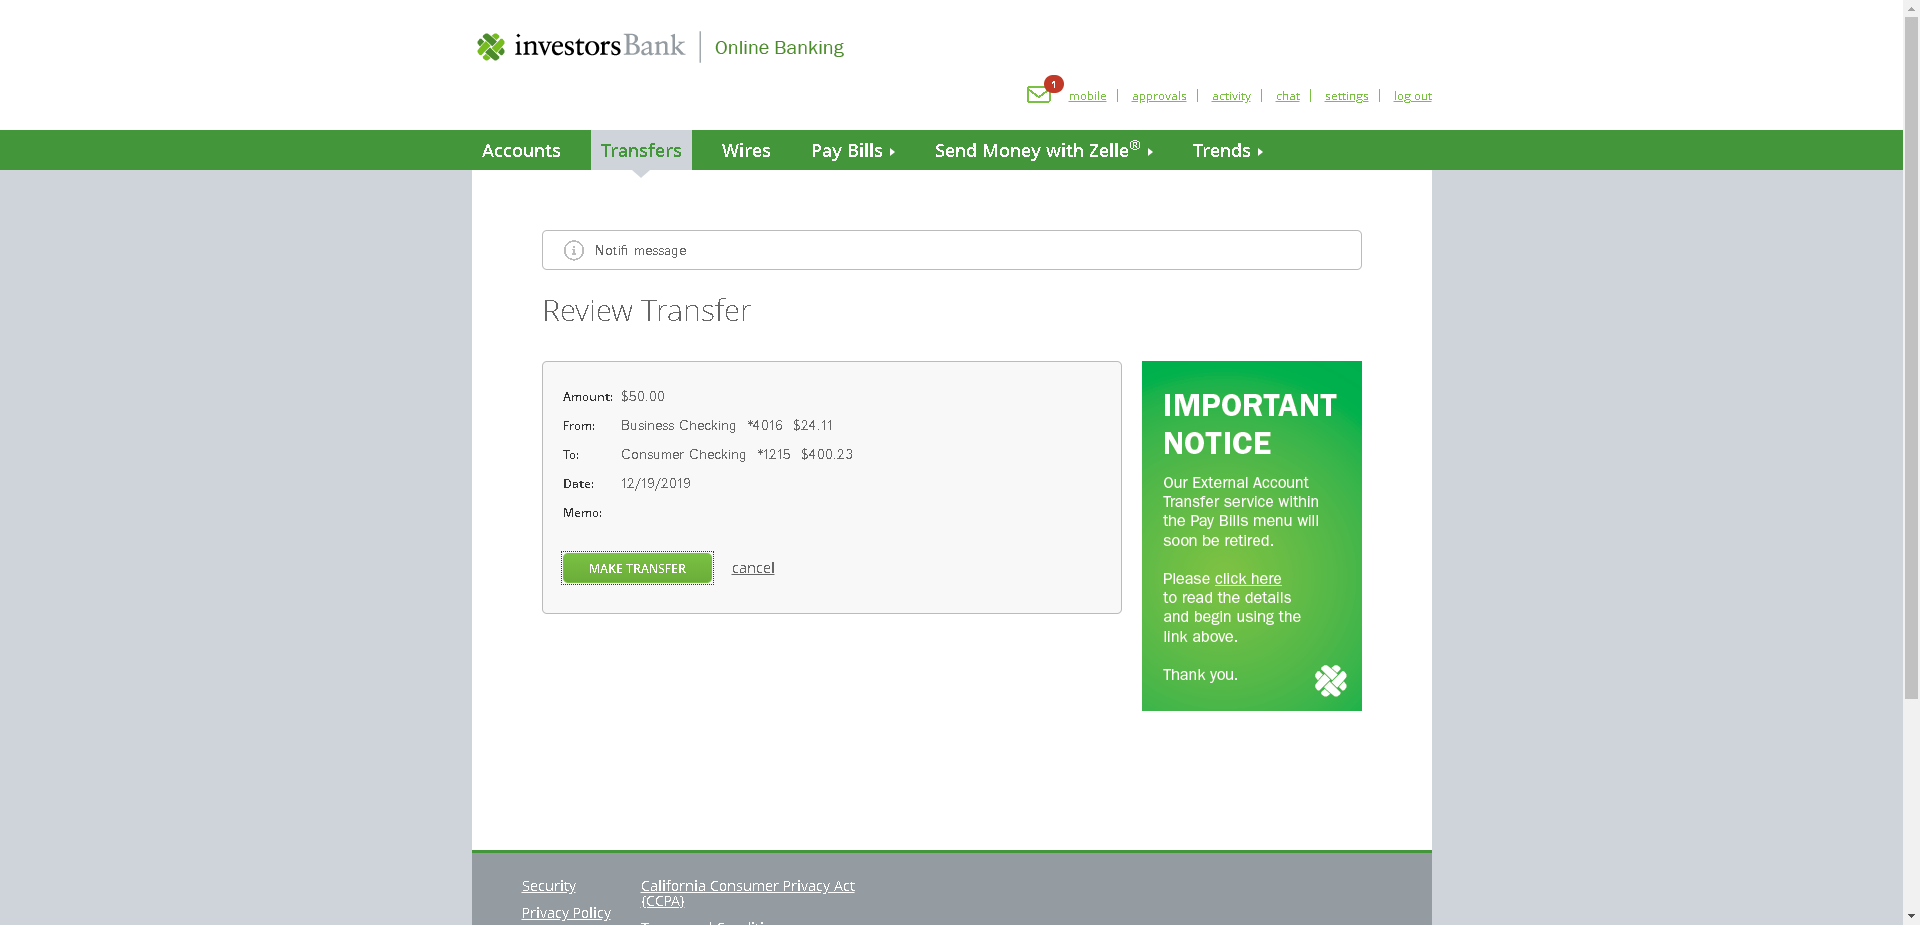 investorsBank | Online Banking
1
mobile | approvals | activity | chat | settings | log out
Accounts Transfers Wires Pay Bills Send Money with Zelle® Trends
Notifi message
Review Transfer
Amount: $50.00
From: Business Checking *4016 $24.11
To: Consumer Checking *1215 $400.23
Date: 12/19/2019
Memo:
MAKE TRANSFER cancel
IMPORTANT
NOTICE
Our External Account
Transfer service within
the Pay Bills menu will
soon be retired.
Please click here
to read the details
and begin using the
link above.
Thank you.
Security
Privacy Policy
California Consumer Privacy Act
(CCPA)